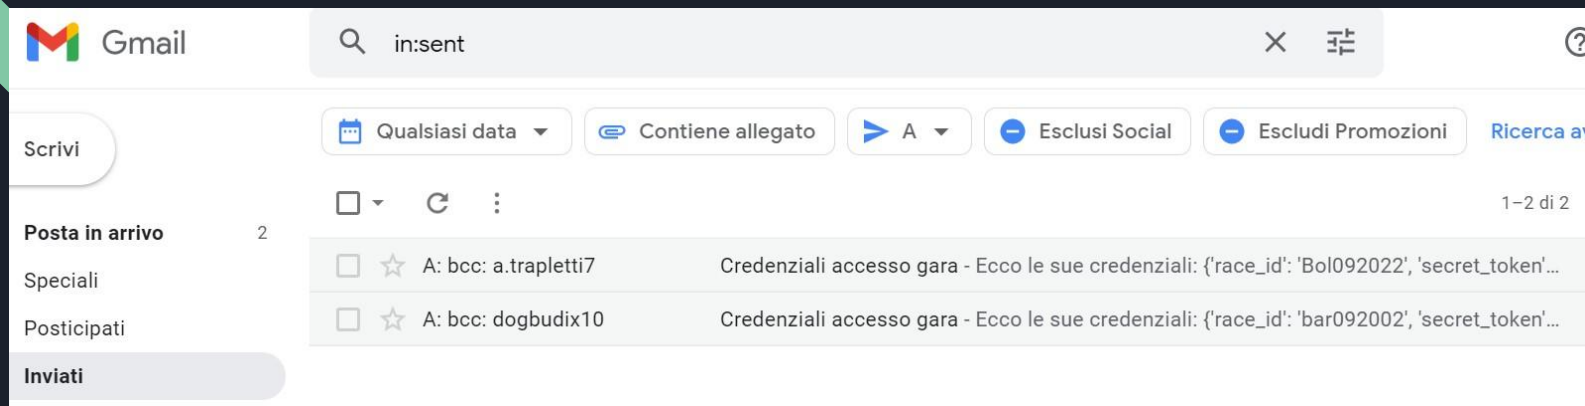 Gmail
in:sent
Scrivi
Qualsiasi data
Contiene allegato
A
Esclusi Social
Escludi Promozioni
Ricerca
1–2 di 2
Posta in arrivo 2
Speciali
Posticipati
Inviati
A: bcc: a.trapletti7 Credenziali accesso gara - Ecco le sue credenziali: {'race_id': 'Bol092022', 'secret_token'...
A: bcc: dogbudix10 Credenziali accesso gara - Ecco le sue credenziali: {'race_id': 'bar092002', 'secret_token'...